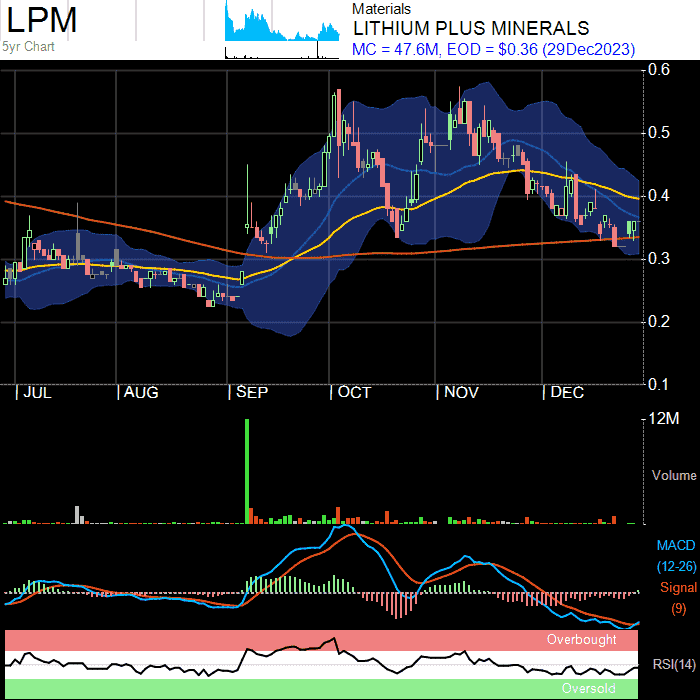 LPM
5yr Chart
Materials
LITHIUM PLUS MINERALS
MC = 47.6M, EOD = $0.36 (29Dec2023)
0.6
0.5
0.4
0.3
0.2
0.1
| JUL | AUG | SEP | OCT | NOV | DEC
12M
Volume
MACD
(12-26)
Signal
(9)
Overbought
RSI(14)
Oversold